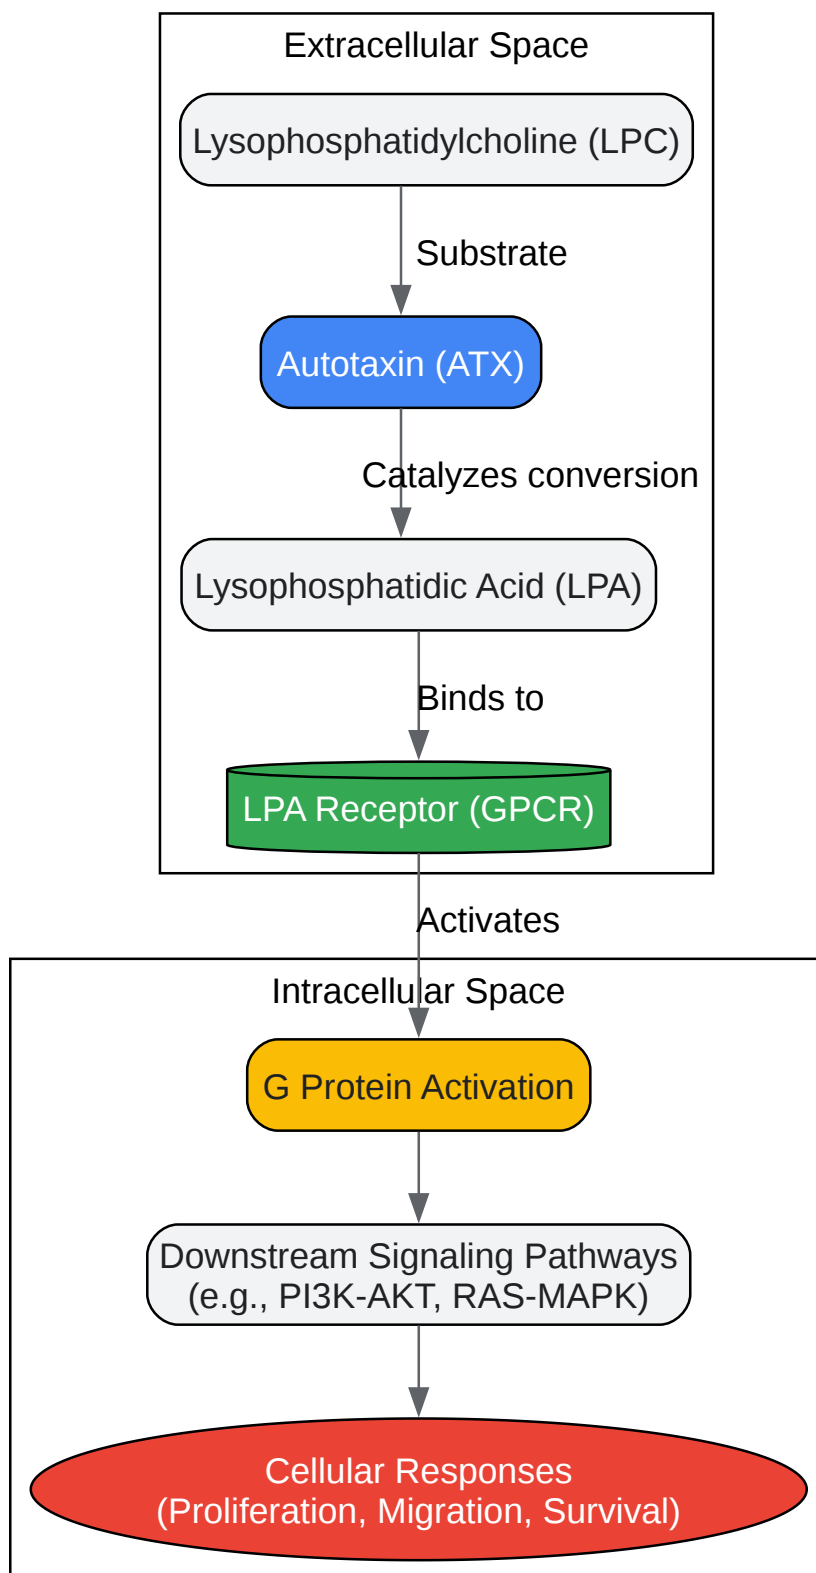 Extracellular Space
Lysophosphatidylcholine (LPC)
Substrate
Autotaxin (ATX)
Catalyzes conversion
Lysophosphatidic Acid (LPA)
Binds to
LPA Receptor (GPCR)
Activates
Intracellular Space
G Protein Activation
Downstream Signaling Pathways
(e.g., PI3K-AKT, RAS-MAPK)
Cellular Responses
(Proliferation, Migration, Survival)